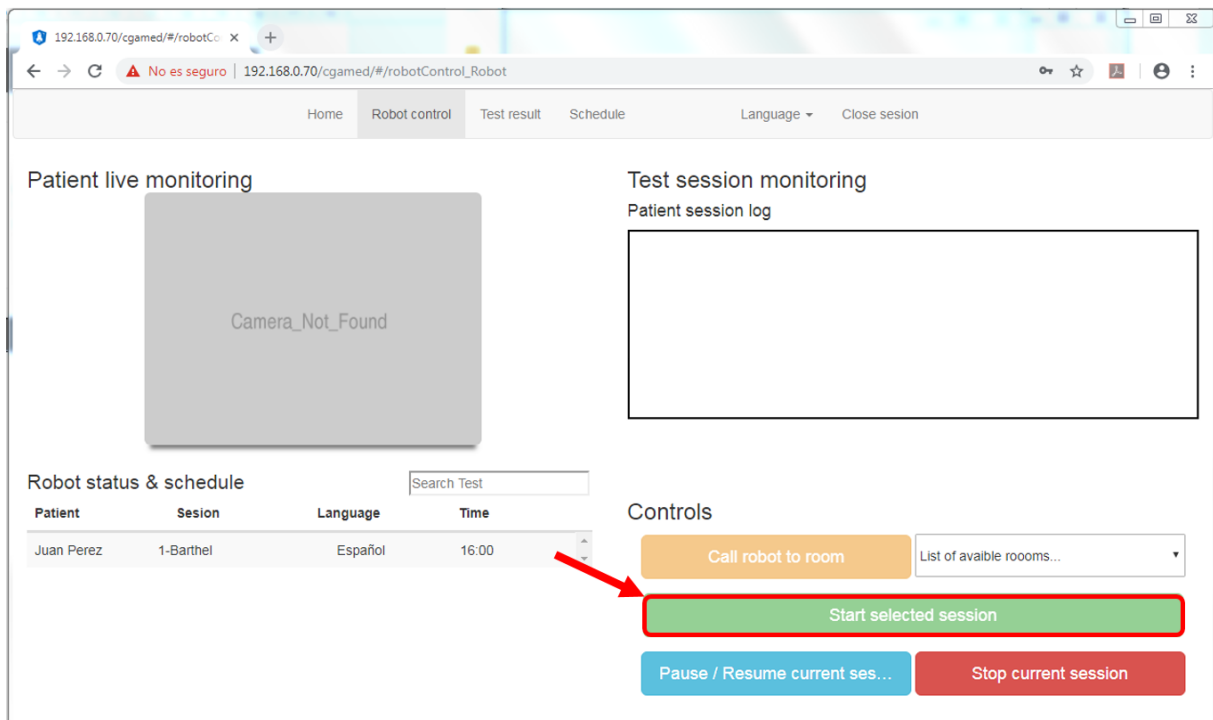 192.168.0.70/cgamed/#/robotCo
No es seguro | 192.168.0.70/cgamed/#/robotControl_Robot
Home Robot control Test result Schedule Language Close sesion
Patient live monitoring
Camera_Not_Found
Robot status & schedule
Search Test
Patient Sesion Language Time
Juan Perez 1-Barthel Español 16:00
Test session monitoring
Patient session log
Controls
Call robot to room
List of avaible roooms...
Start selected session
Pause / Resume current ses...
Stop current session